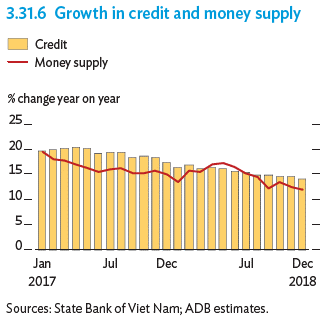 3.31.6 Growth in credit and money supply
Credit
Money supply
% change year on year
25
20
15
10
5
0
Jan Jul Dec Jul Dec
2017 2018
Sources: State Bank of Viet Nam; ADB estimates.